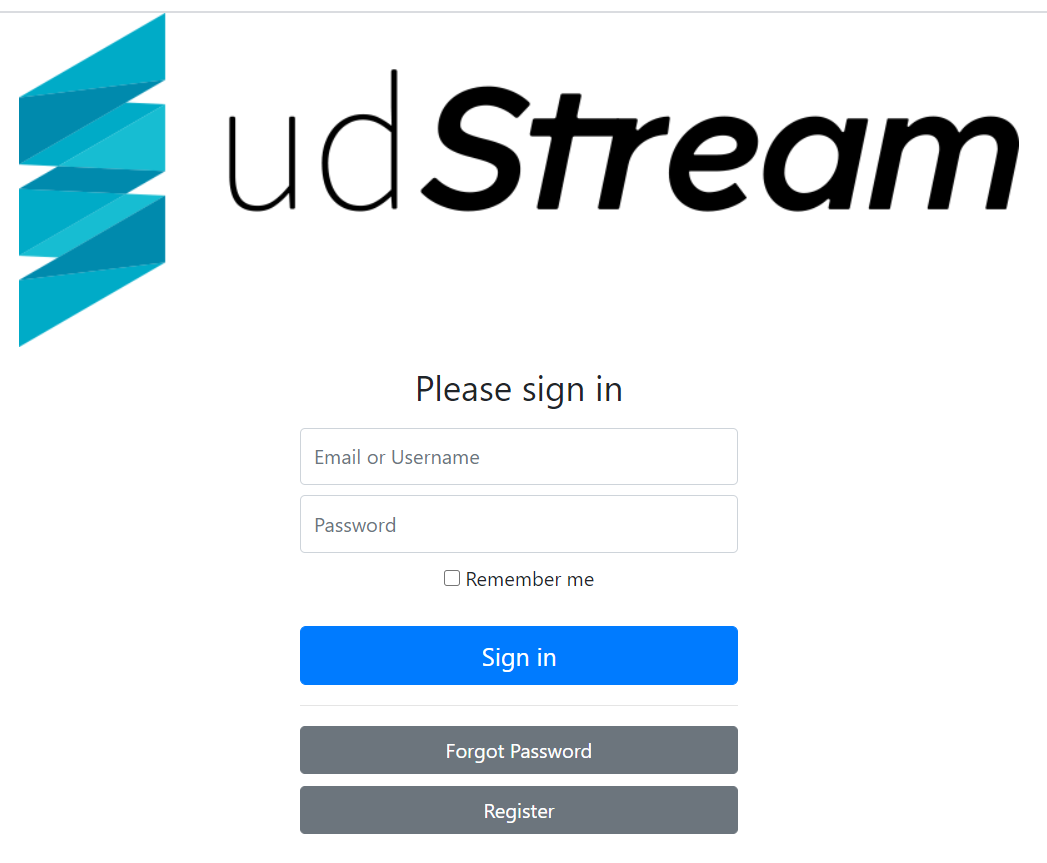 udStream
Please sign in
Email or Username
Password
Remember me
Sign in
Forgot Password
Register